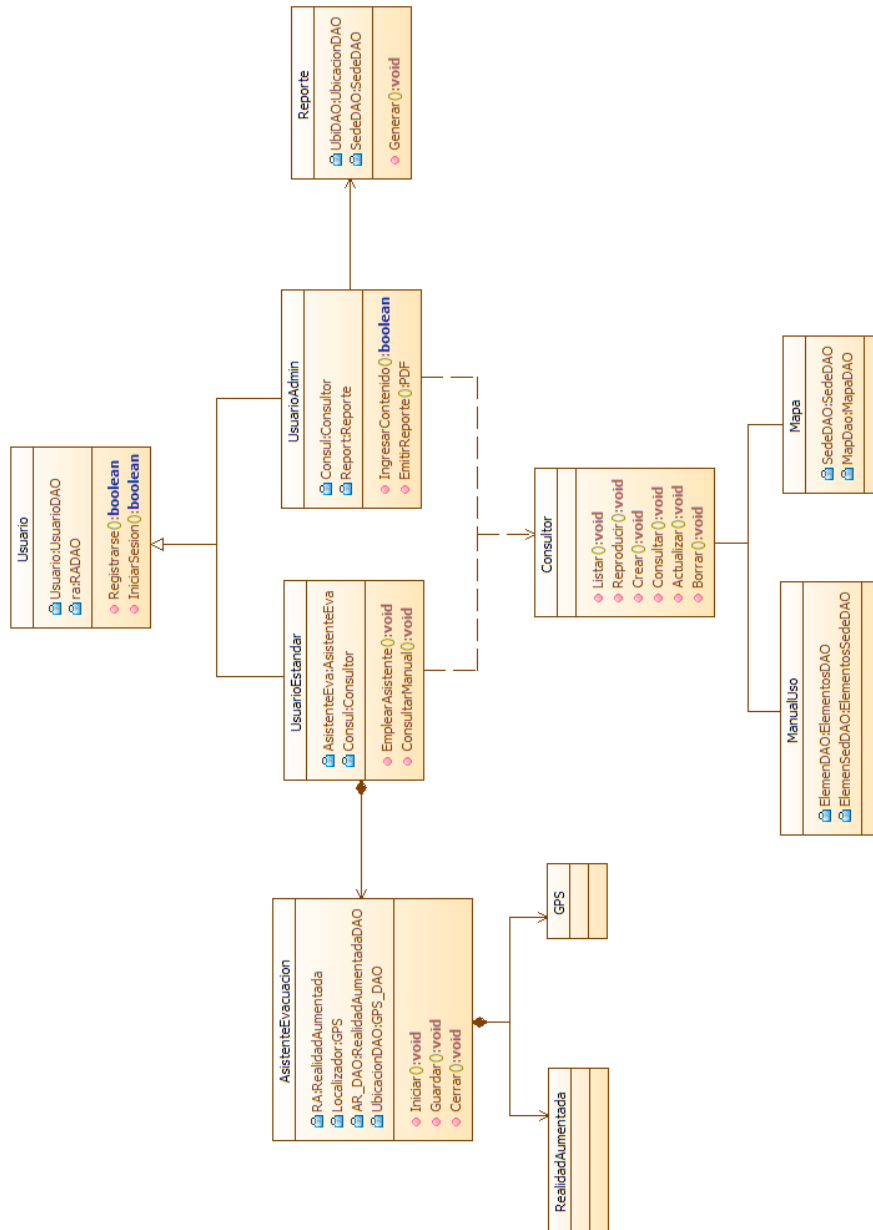 Usuario
Usuario:UsuarioDAO
ra:RADAO
Registrarse():boolean
IniciarSesion():boolean
AsistenteEvacuacion
RA:RealidadAumentada
Localizador:GPS
AR_DAO:RealidadAumentadaDAO
UbicacionDAO:GPS_DAO
Iniciar():void
Guardar():void
Cerrar():void
UsuarioEstandar
AsistenteEva:AsistenteEva
Consul:Consultor
EmplearAsistente():void
ConsultarManual():void
UsuarioAdmin
Consul:Consultor
Report:Reporte
IngresarContenido():boolean
EmitirReporte():PDF
Reporte
UbiDAO:UbicacionDAO
SedeDAO:SedeDAO
Generar():void
RealidadAumentada
GPS
Consultor
Listar():void
Reproducir():void
Crear():void
Consultar():void
Actualizar():void
Borrar():void
ManualUso
ElemenDAO:ElementosDAO
ElemenSedDAO:ElementosSedeDAO
Mapa
SedeDAO:SedeDAO
MapDao:MapaDAO